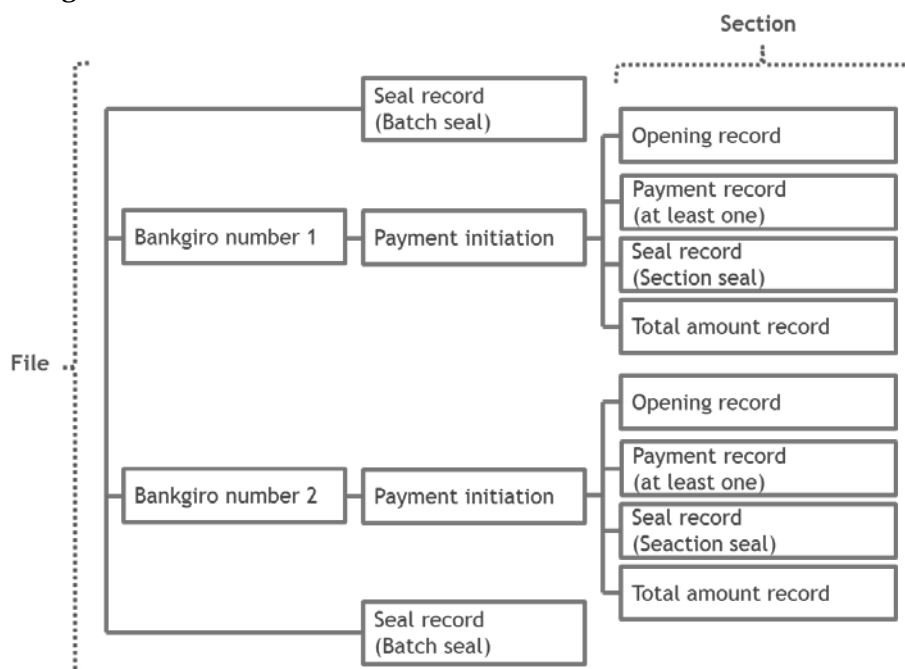 Section
Seal record
(Batch seal)
Opening record
Payment record
(at least one)
Bankgiro number 1
Payment initiation
Seal record
(Section seal)
Total amount record
File
Opening record
Payment record
(at least one)
Bankgiro number 2
Payment initiation
Seal record
(Seaction seal)
Total amount record
Seal record
(Batch seal)